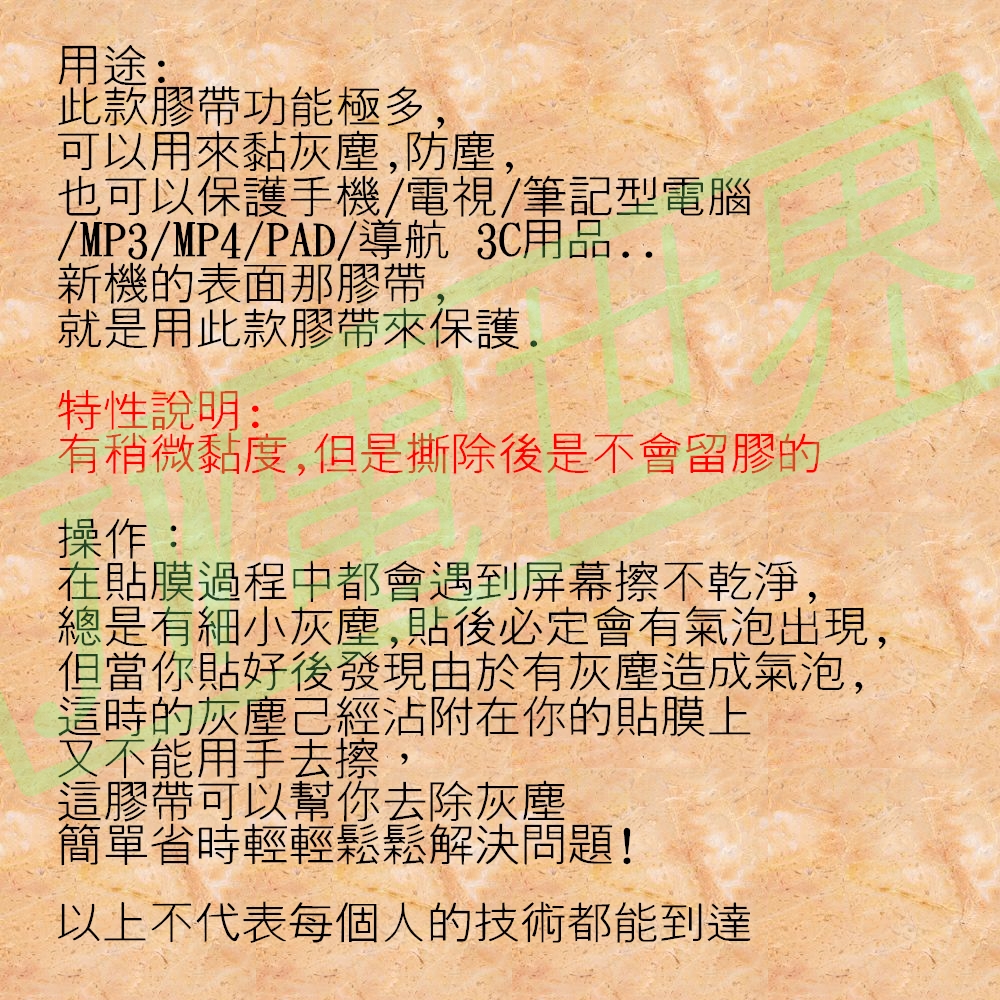 用途:
此款膠帶功能極多,
可以用來黏灰塵,防塵,
也可以保護手機/電視/筆記型電腦
/MP3/MP4/PAD/導航 3C用品..
新機的表面那膠帶,
就是用此款膠帶來保護.
特性說明:
有稍微黏度,但是撕除後是不會留膠的
操作：
在貼膜過程中都會遇到屏幕擦不乾淨,
總是有細小灰塵,貼後必定會有氣泡出現,
但當你貼好後發現由於有灰塵造成氣泡,
這時的灰塵己經沾附在你的貼膜上
又不能用手去擦，
這膠帶可以幫你去除灰塵
簡單省時輕輕鬆鬆解決問題!
以上不代表每個人的技術都能到達